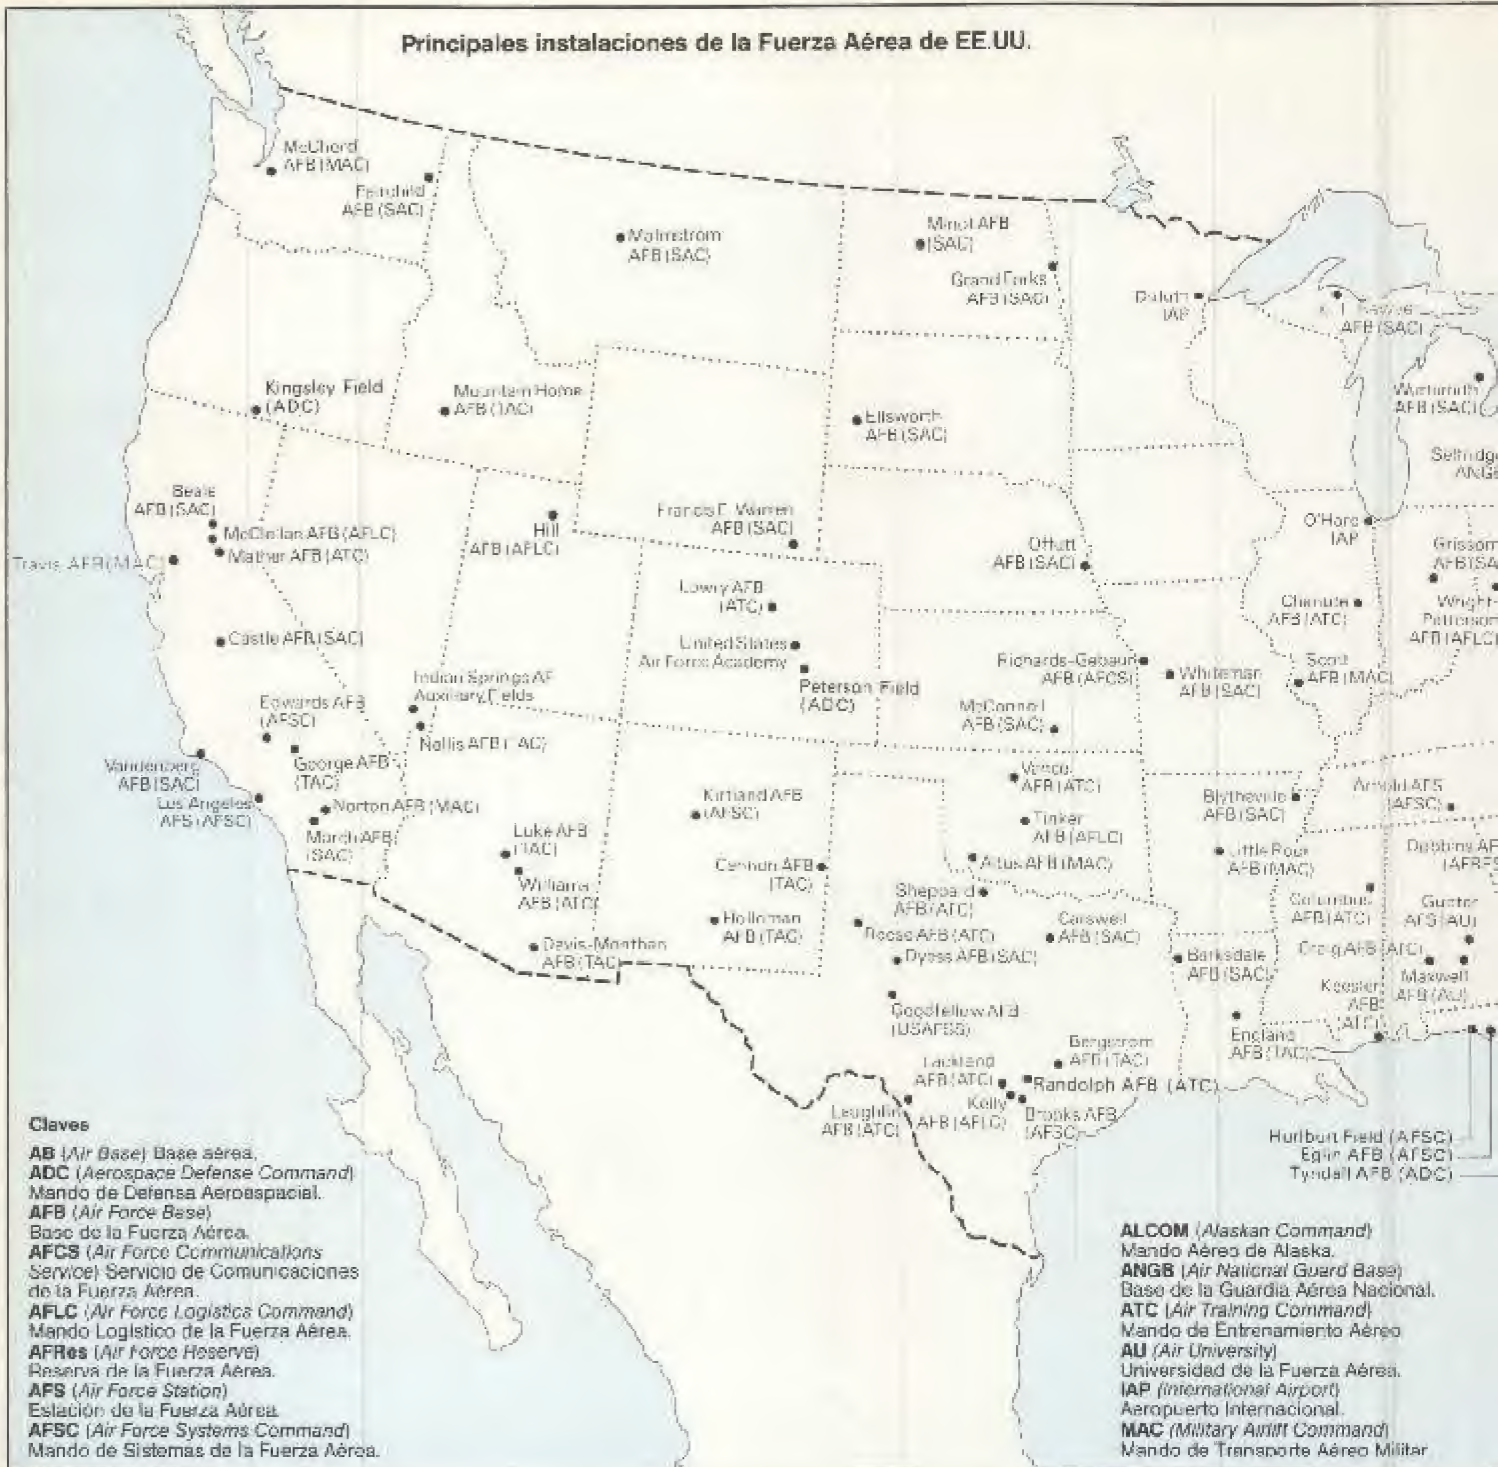 Principales instalaciones de la Fuerza Aérea de EE.UU.
McChord
AFB (MAC)
Fairchild
AFB (SAC)
Malmstrom
AFB (SAC)
Minot AFB
(SAC)
Grand Forks
AFB (SAC)
Duluth
IAP
AFB (SAC)
Wurtsmith
AFB (SAC)
Selfridge
ANGB
Kingsley Field
(ADC)
Mountain Home
AFB (TAC)
Ellsworth
AFB (SAC)
Beale
AFB (SAC)
McClellan AFB (AFLC)
Mather AFB (ATC)
Travis AFB (MAC)
Hill
AFB (AFLC)
Francis E. Warren
AFB (SAC)
Offutt
AFB (SAC)
O'Hare
IAP
Grissom
AFB (SA
Lowry AFB
(ATC)
Chanute
AFB (ATC)
Wright-
Patterson
AFB (AFLC)
Castle AFB (SAC)
United States
Air Force Academy
Peterson Field
(ADC)
Richards-Gebaur
AFB (AFCS)
Whiteman
AFB (SAC)
Scott
AFB (MAC)
Indian Springs AF
Auxiliary Fields
Nellis AFB (TAC)
McConnell
AFB (SAC)
Edwards AFB
(AFSC)
George AFB
(TAC)
Vandenberg
AFB (SAC)
Los Angeles
AFS (AFSC)
Norton AFB (MAC)
March AFB
(SAC)
Luke AFB
(TAC)
Williams
AFB (ATC)
Davis-Monthan
AFB (TAC)
Kirtland AFB
(AFSC)
Cannon AFB
(TAC)
Holloman
AFB (TAC)
Vance
AFB (ATC)
Tinker
AFB (AFLC)
Altus AFB (MAC)
Sheppard
AFB (ATC)
Reese AFB (ATC)
Dyess AFB (SAC)
Carswell
AFB (SAC)
Goodfellow AFB
(USAFSS)
Blytheville
AFB (SAC)
Little Rock
AFB (MAC)
Arnold AFS
(AFSC)
Dobbins AF
(AFRES
Columbus
AFB (ATC)
Gunter
AFS (AU)
Craig AFB (ATC)
Maxwell
AFB (AU)
Barksdale
AFB (SAC)
Keesler
AFB
(ATC)
England
AFB (TAC)
Bergstrom
AFB (TAC)
Lackland
AFB (ATC)
Randolph AFB (ATC)
Laughlin
AFB (ATC)
Kelly
AFB (AFLC)
Brooks AFB
(AFSC)
Hurlburt Field (AFSC)
Eglin AFB (AFSC)
Tyndall AFB (ADC)
Claves
AB (Air Base) Base aérea.
ADC (Aerospace Defense Command)
Mando de Defensa Aeroespacial.
AFB (Air Force Base)
Base de la Fuerza Aérea.
AFCS (Air Force Communications
Service) Servicio de Comunicaciones
de la Fuerza Aérea.
AFLC (Air Force Logistics Command)
Mando Logístico de la Fuerza Aérea.
AFRes (Air Force Reserve)
Reserva de la Fuerza Aérea.
AFS (Air Force Station)
Estación de la Fuerza Aérea.
AFSC (Air Force Systems Command)
Mando de Sistemas de la Fuerza Aérea.
ALCOM (Alaskan Command)
Mando Aéreo de Alaska.
ANGB (Air National Guard Base)
Base de la Guardia Aérea Nacional.
ATC (Air Training Command)
Mando de Entrenamiento Aéreo
AU (Air University)
Universidad de la Fuerza Aérea.
IAP (International Airport)
Aeropuerto Internacional.
MAC (Military Airlift Command)
Mando de Transporte Aéreo Militar